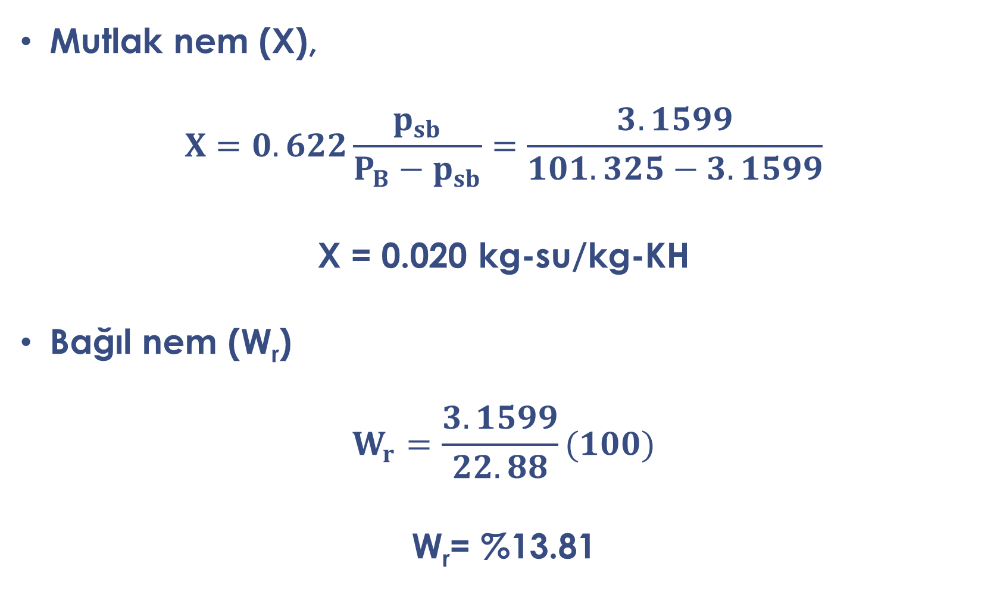 • Mutlak nem (X),
X = 0.622 p_sb / (P_B − p_sb) = 3.1599 / (101.325 − 3.1599)
X = 0.020 kg-su/kg-KH
• Bağıl nem (W_r)
W_r = 3.1599 / 22.88 (100)
W_r= %13.81